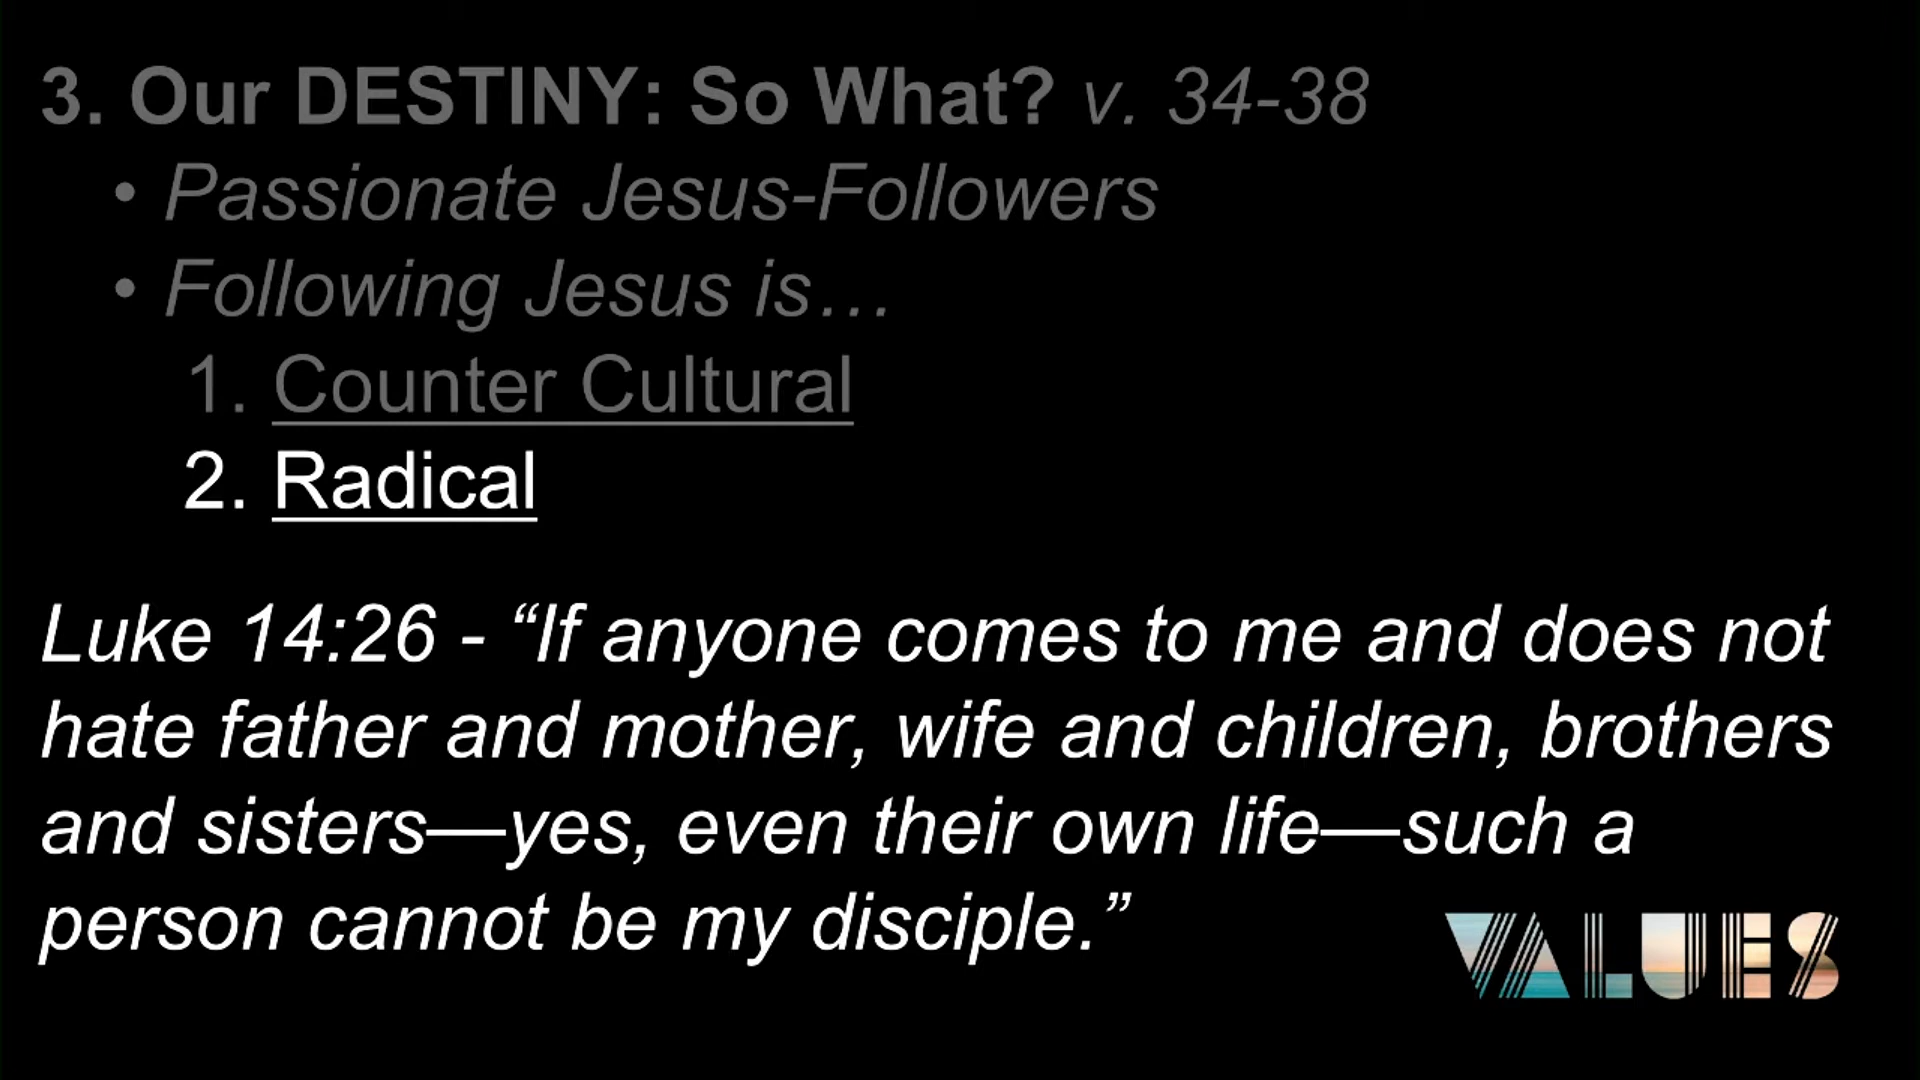 3. Our DESTINY: So What? v. 34-38
• Passionate Jesus-Followers
• Following Jesus is…
1. Counter Cultural
2. Radical
Luke 14:26 - “If anyone comes to me and does not
hate father and mother, wife and children, brothers
and sisters—yes, even their own life—such a
person cannot be my disciple.”
VALUES